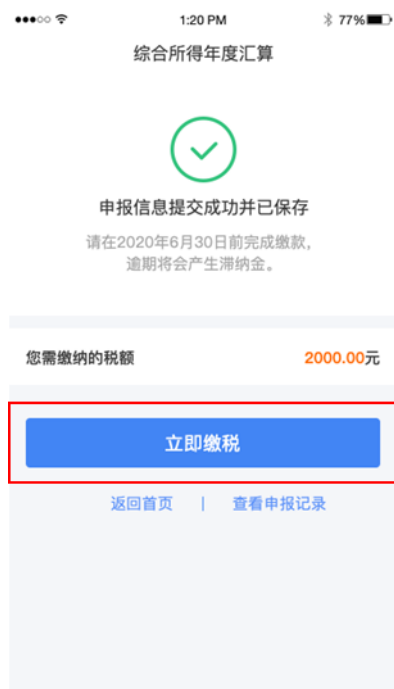 1:20 PM
77%
综合所得年度汇算
申报信息提交成功并已保存
请在2020年6月30日前完成缴款，
逾期将会产生滞纳金。
您需缴纳的税额 2000.00元
立即缴税
返回首页 | 查看申报记录